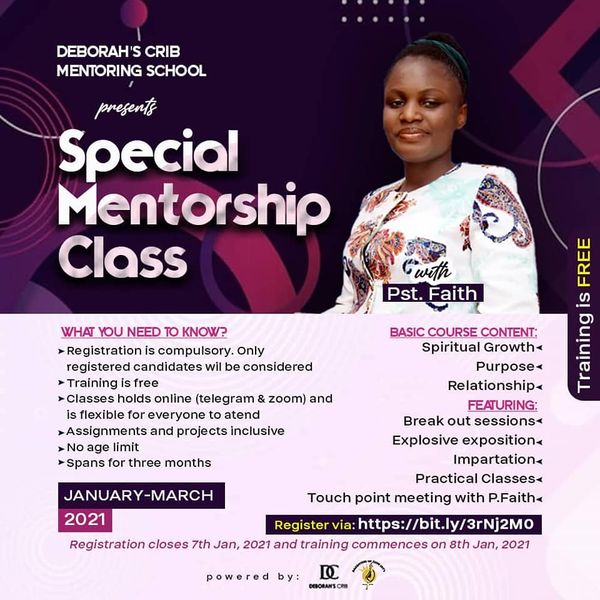 DEBORAH'S CRIB
MENTORING SCHOOL
presents
Special
Mentorship
Class
with
Pst. Faith
Training is FREE
WHAT YOU NEED TO KNOW?
Registration is compulsory. Only
registered candidates wil be considered
Training is free
Classes holds online (telegram & zoom) and
is flexible for everyone to atend
Assignments and projects inclusive
No age limit
Spans for three months
JANUARY-MARCH
2021
BASIC COURSE CONTENT:
Spiritual Growth
Purpose
Relationship
FEATURING:
Break out sessions
Explosive exposition
Impartation
Practical Classes
Touch point meeting with P.Faith
Register via: https://bit.ly/3rNj2M0
Registration closes 7th Jan, 2021 and training commences on 8th Jan, 2021
powered by:
DC
DEBORAH'S CRIB